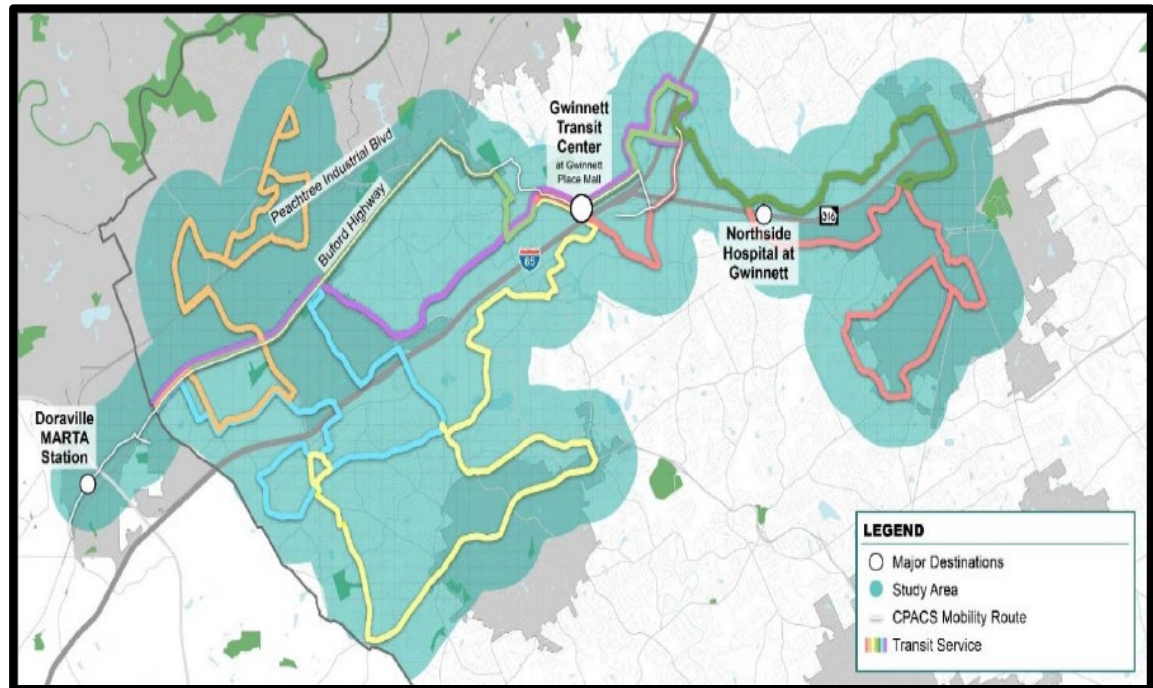 Peachtree Industrial Blvd
Buford Highway
Gwinnett
Transit
Center
at Gwinnett
Place Mall
85
316
Northside
Hospital at
Gwinnett
Doraville
MARTA
Station
LEGEND
Major Destinations
Study Area
CPACS Mobility Route
Transit Service